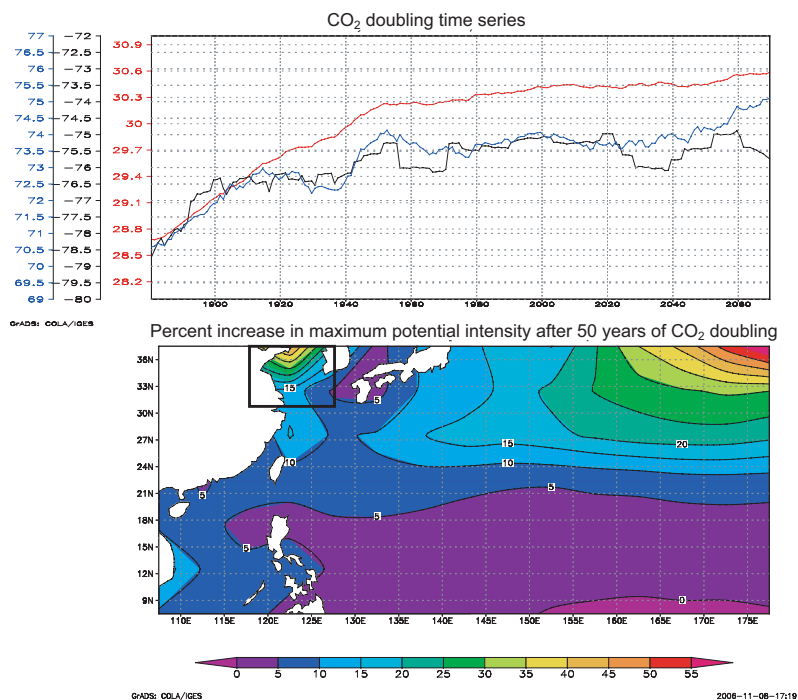 CO₂ doubling time series
77 −72
76.5 −72.5 30.9
76 −73 30.6
75.5 −73.5
75 −74 30.3
74.5 −74.5 30
74 −75
73.5 −75.5 29.7
73 −76
72.5 −76.5 29.4
72 −77
71.5 −77.5 29.1
71 −78 28.8
70.5 −78.5 28.5
70 −79
69.5 −79.5 28.2
69 −80
1900 1920 1940 1960 1980 2000 2020 2040 2060
GrADS: COLA/IGES
Percent increase in maximum potential intensity after 50 years of CO₂ doubling
36N
33N 15 5
30N
27N 15 20
24N 10 10
21N 5 5
18N 5
15N 5
12N
9N 0
110E 115E 120E 125E 130E 135E 140E 145E 150E 155E 160E 165E 170E 175E
0 5 10 15 20 25 30 35 40 45 50 55
GrADS: COLA/IGES 2006-11-06-17:19